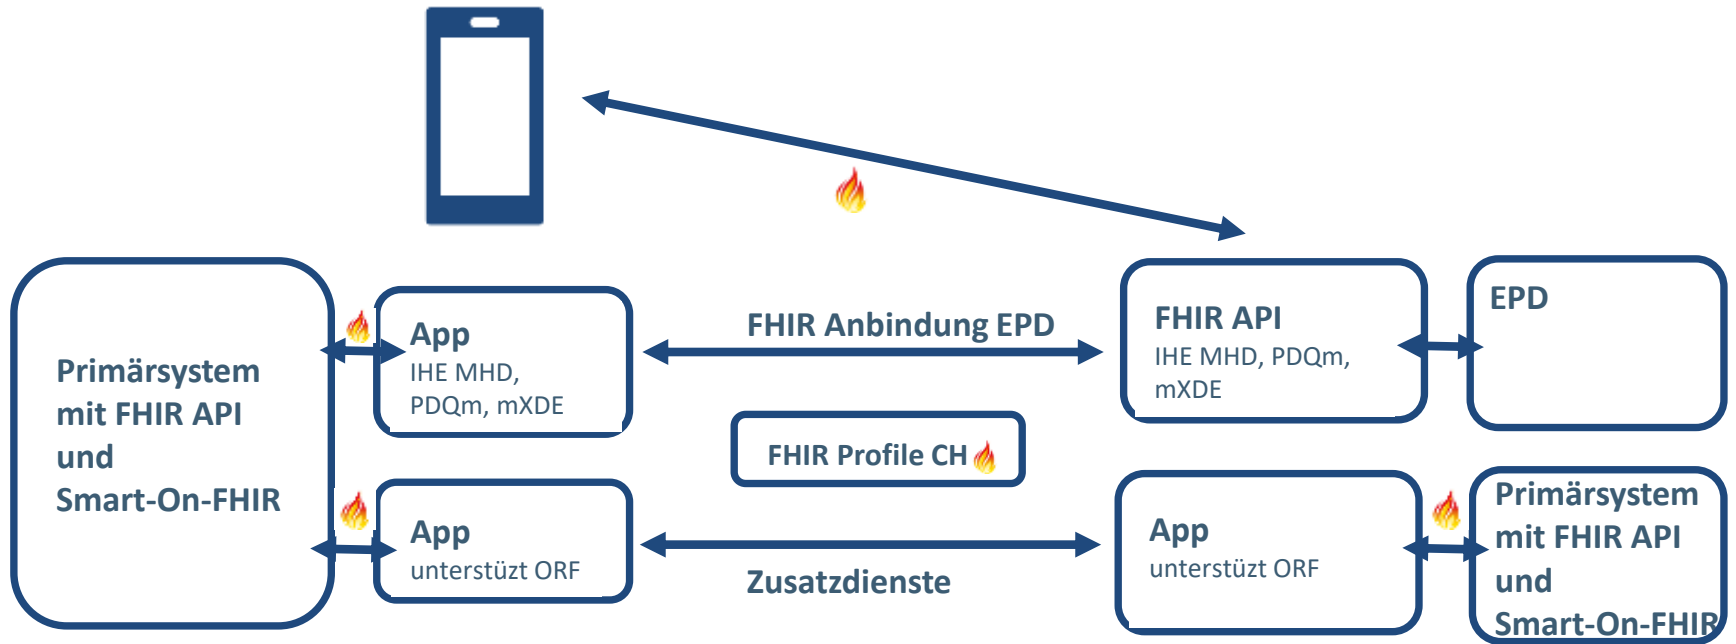 Primärsystem
mit FHIR API
und
Smart-On-FHIR
App
IHE MHD,
PDQm, mXDE
FHIR Anbindung EPD
FHIR API
IHE MHD, PDQm,
mXDE
EPD
FHIR Profile CH
App
unterstüzt ORF
Zusatzdienste
App
unterstüzt ORF
Primärsystem
mit FHIR API
und
Smart-On-FHIR